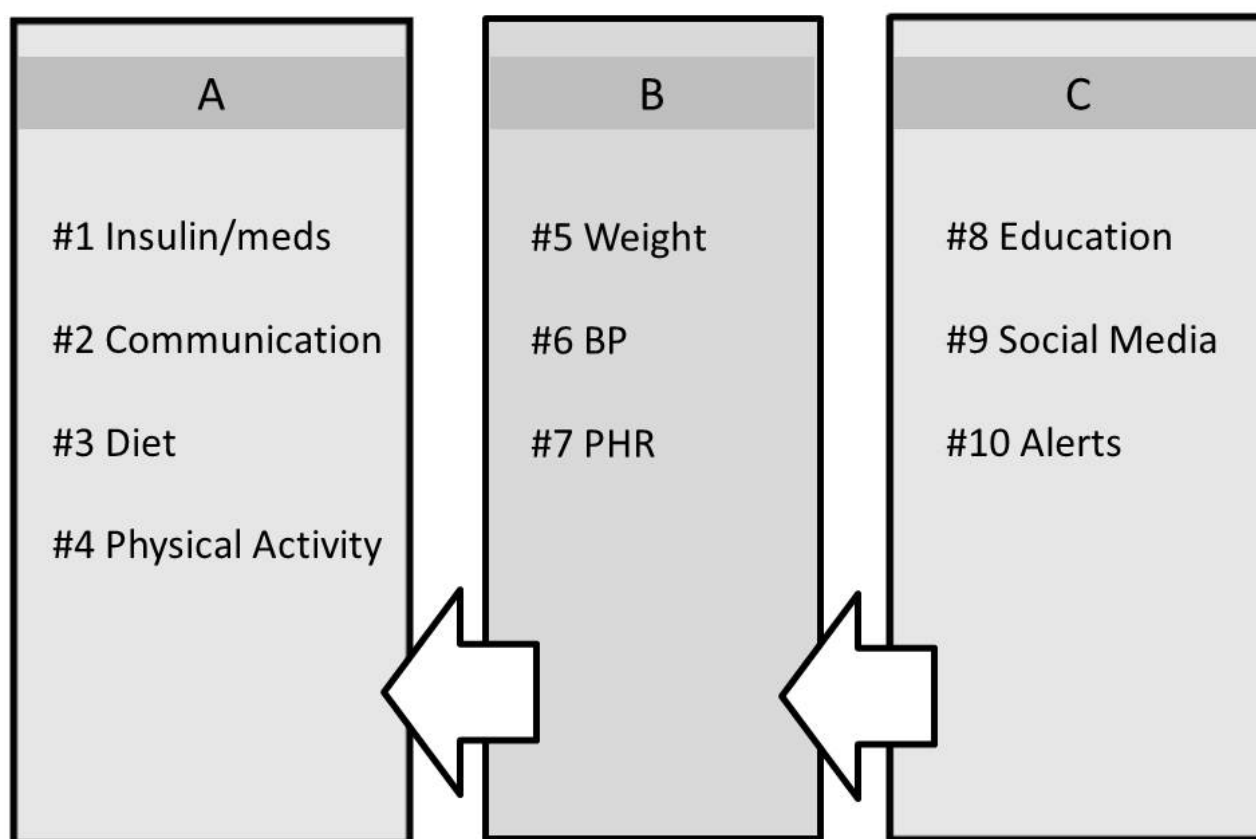 A
#1 Insulin/meds
#2 Communication
#3 Diet
#4 Physical Activity
B
#5 Weight
#6 BP
#7 PHR
C
#8 Education
#9 Social Media
#10 Alerts